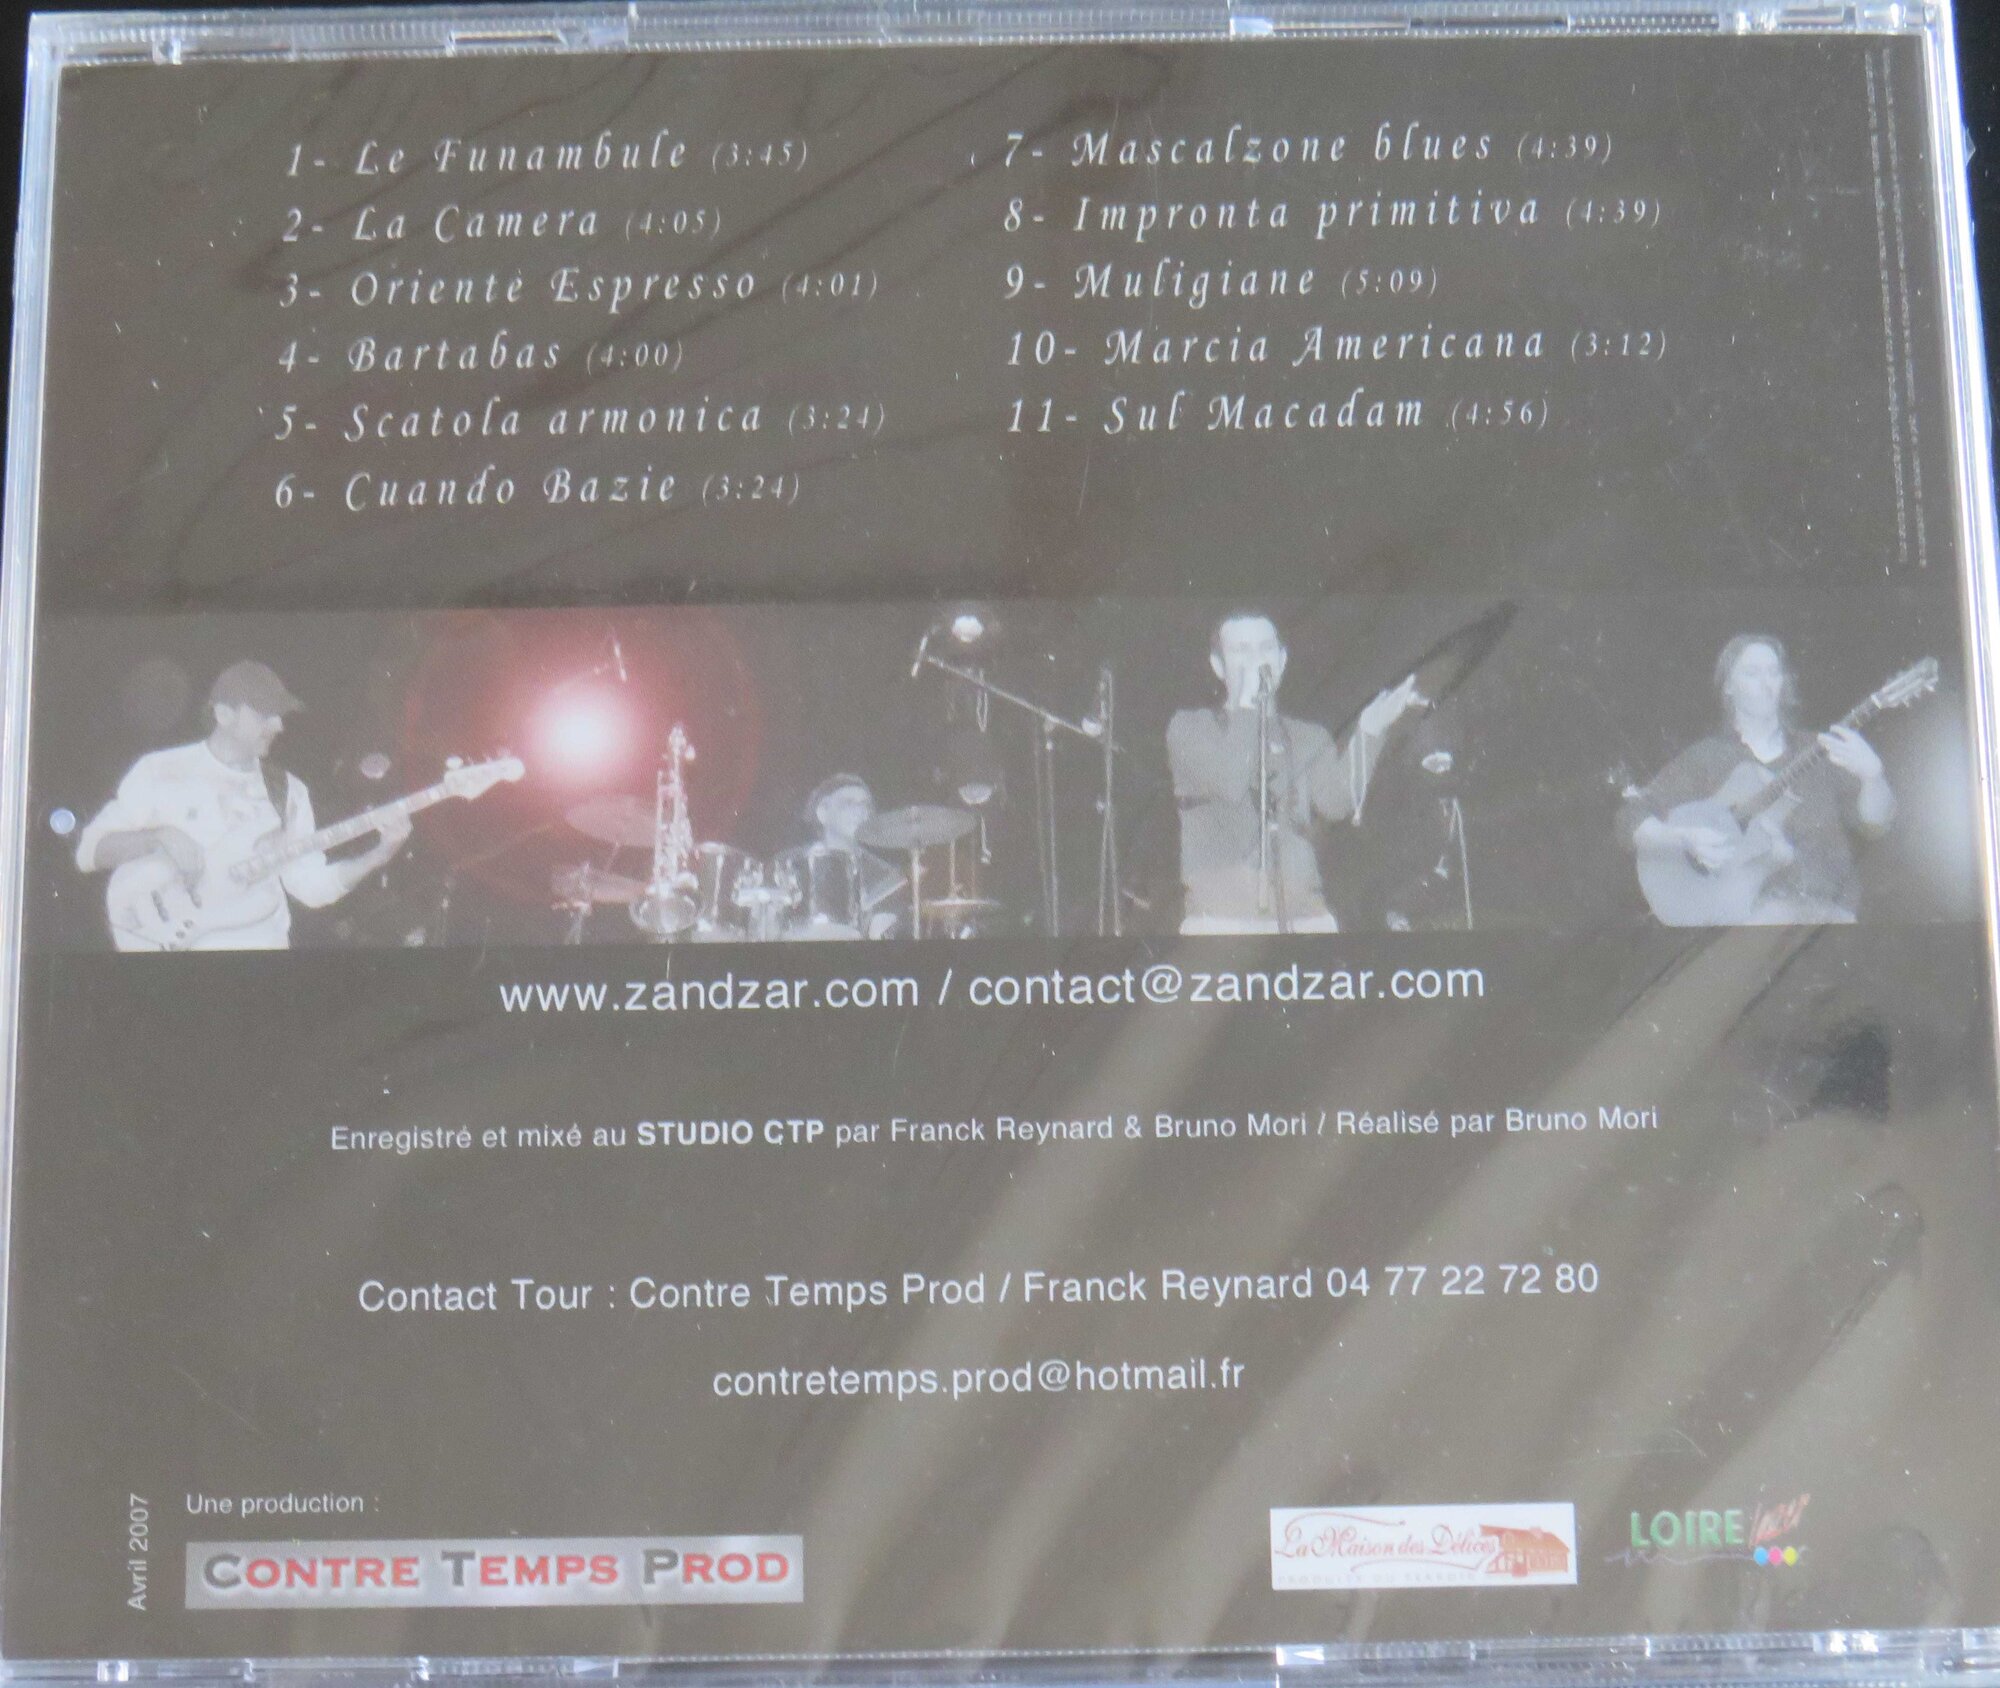 1- Le Funambule (3:45)
2- La Camera (4:05)
3- Orientè Espresso (4:01)
4- Bartabas (4:00)
5- Scatola armonica (3:24)
6- Cuando Bazie (3:24)
7- Mascalzone blues (4:39)
8- Impronta primitiva (4:39)
9- Muligiane (5:09)
10- Marcia Americana (3:12)
11- Sul Macadam (4:56)
www.zandzar.com / contact@zandzar.com
Enregistré et mixé au STUDIO CTP par Franck Reynard & Bruno Mori / Réalisé par Bruno Mori
Contact Tour : Contre Temps Prod / Franck Reynard 04 77 22 72 80
contretemps.prod@hotmail.fr
Avril 2007
Une production :
CONTRE TEMPS PROD
La Maison des Délices
PRODUITS DU TERROIR
LOIRE laser